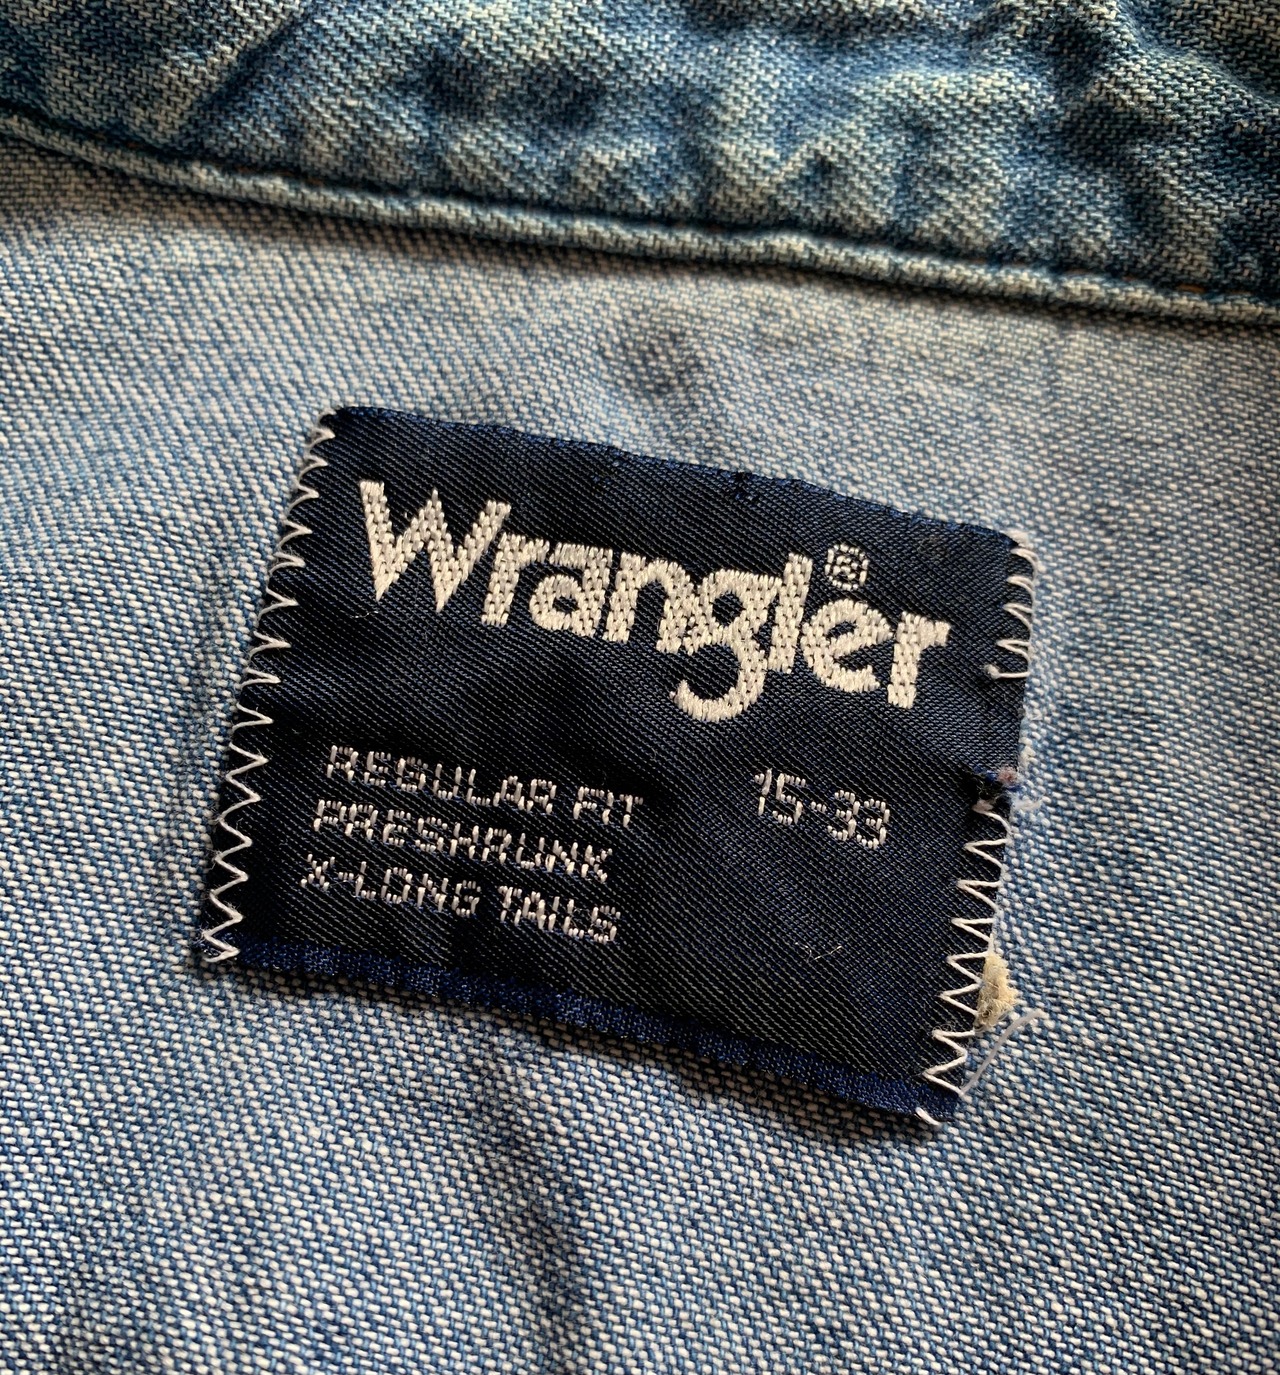 Wrangler®
REGULAR FIT 15-33
PRESHRUNK
X-LONG TAILS